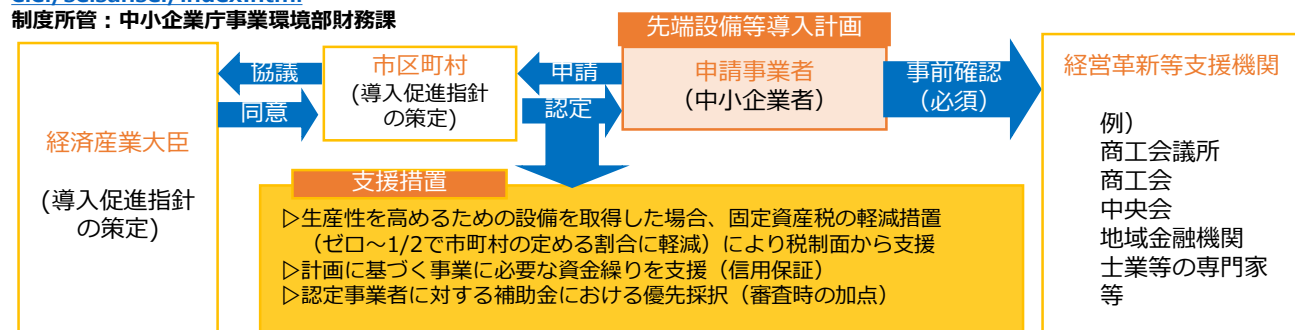 制度所管：中小企業庁事業環境部財務課
先端設備等導入計画
協議
同意
市区町村
(導入促進指針
の策定)
申請
認定
申請事業者
（中小企業者）
事前確認
（必須）
経営革新等支援機関
例）
商工会議所
商工会
中央会
地域金融機関
士業等の専門家
等
経済産業大臣
(導入促進指針
の策定)
支援措置
▷生産性を高めるための設備を取得した場合、固定資産税の軽減措置
（ゼロ～1/2で市町村の定める割合に軽減）により税制面から支援
▷計画に基づく事業に必要な資金繰りを支援（信用保証）
▷認定事業者に対する補助金における優先採択（審査時の加点）